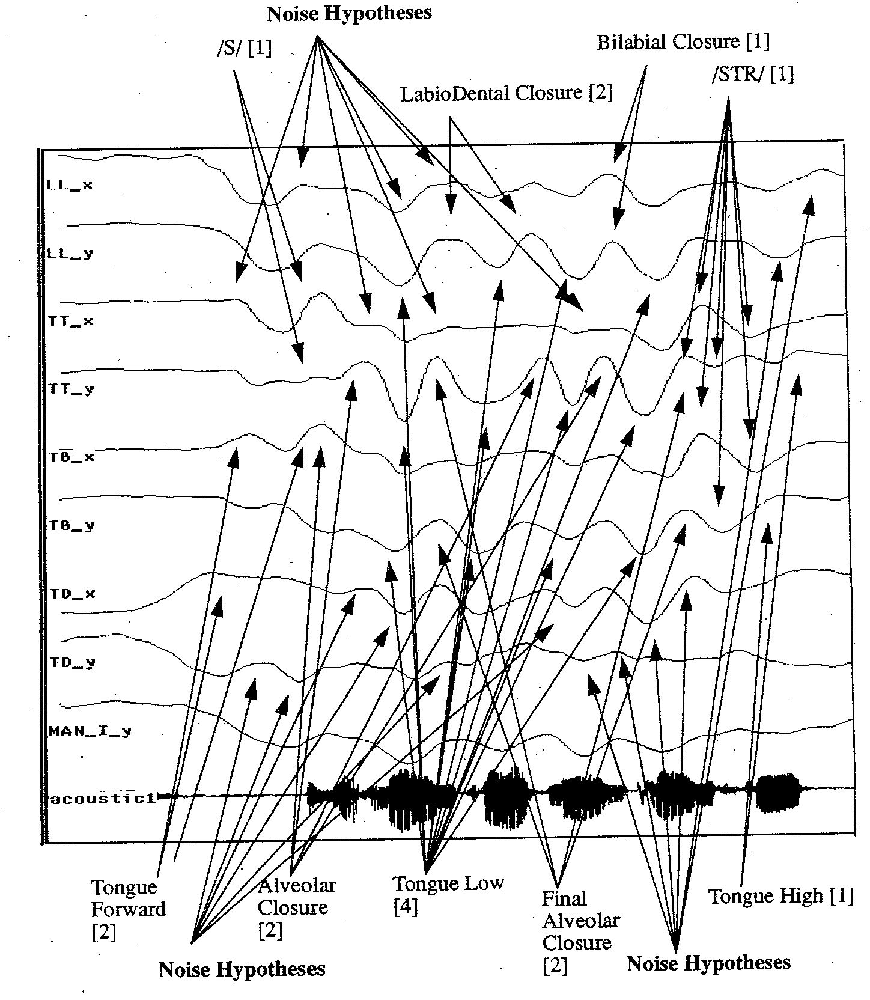 Noise Hypotheses
/S/ [1]
Bilabial Closure [1]
/STR/ [1]
LabioDental Closure [2]
LL_x
LL_y
TT_x
TT_y
TB_x
TB_y
TD_x
TD_y
MAN_I_y
acoustic1
Tongue
Forward
[2]
Alveolar
Closure
[2]
Tongue Low
[4]
Final
Alveolar
Closure
[2]
Tongue High [1]
Noise Hypotheses
Noise Hypotheses